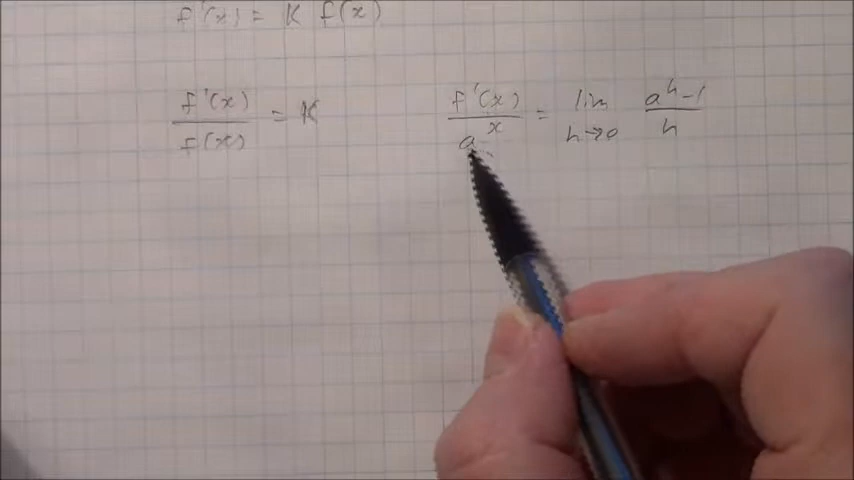 f'(x) = K f(x)
f'(x) / f(x) = K
f'(x) / a^x = lim h→0 a^h-1 / h